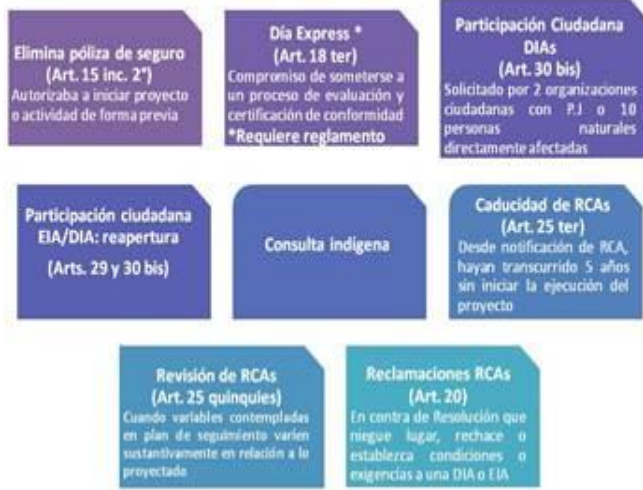 Elimina póliza de seguro
(Art. 15 inc. 2°)
Autorizaba a iniciar proyecto
o actividad de forma previa
Día Express *
(Art. 18 ter)
Compromiso de someterse a
un proceso de evaluación y
certificación de conformidad
*Requiere reglamento
Participación Ciudadana
DIAs
(Art. 30 bis)
Solicitado por 2 organizaciones
ciudadanas con P.J o 10
personas naturales
directamente afectadas
Participación ciudadana
EIA/DIA: reapertura
(Arts. 29 y 30 bis)
Consulta indígena
Caducidad de RCAs
(Art. 25 ter)
Desde notificación de RCA,
hayan transcurrido 5 años
sin iniciar la ejecución del
proyecto
Revisión de RCAs
(Art. 25 quinquies)
Cuando variables contempladas
en plan de seguimiento varíen
sustantivamente en relación a lo
proyectado
Reclamaciones RCAs
(Art. 20)
En contra de Resolución que
niegue lugar, rechace o
establezca condiciones o
exigencias a una DIA o EIA